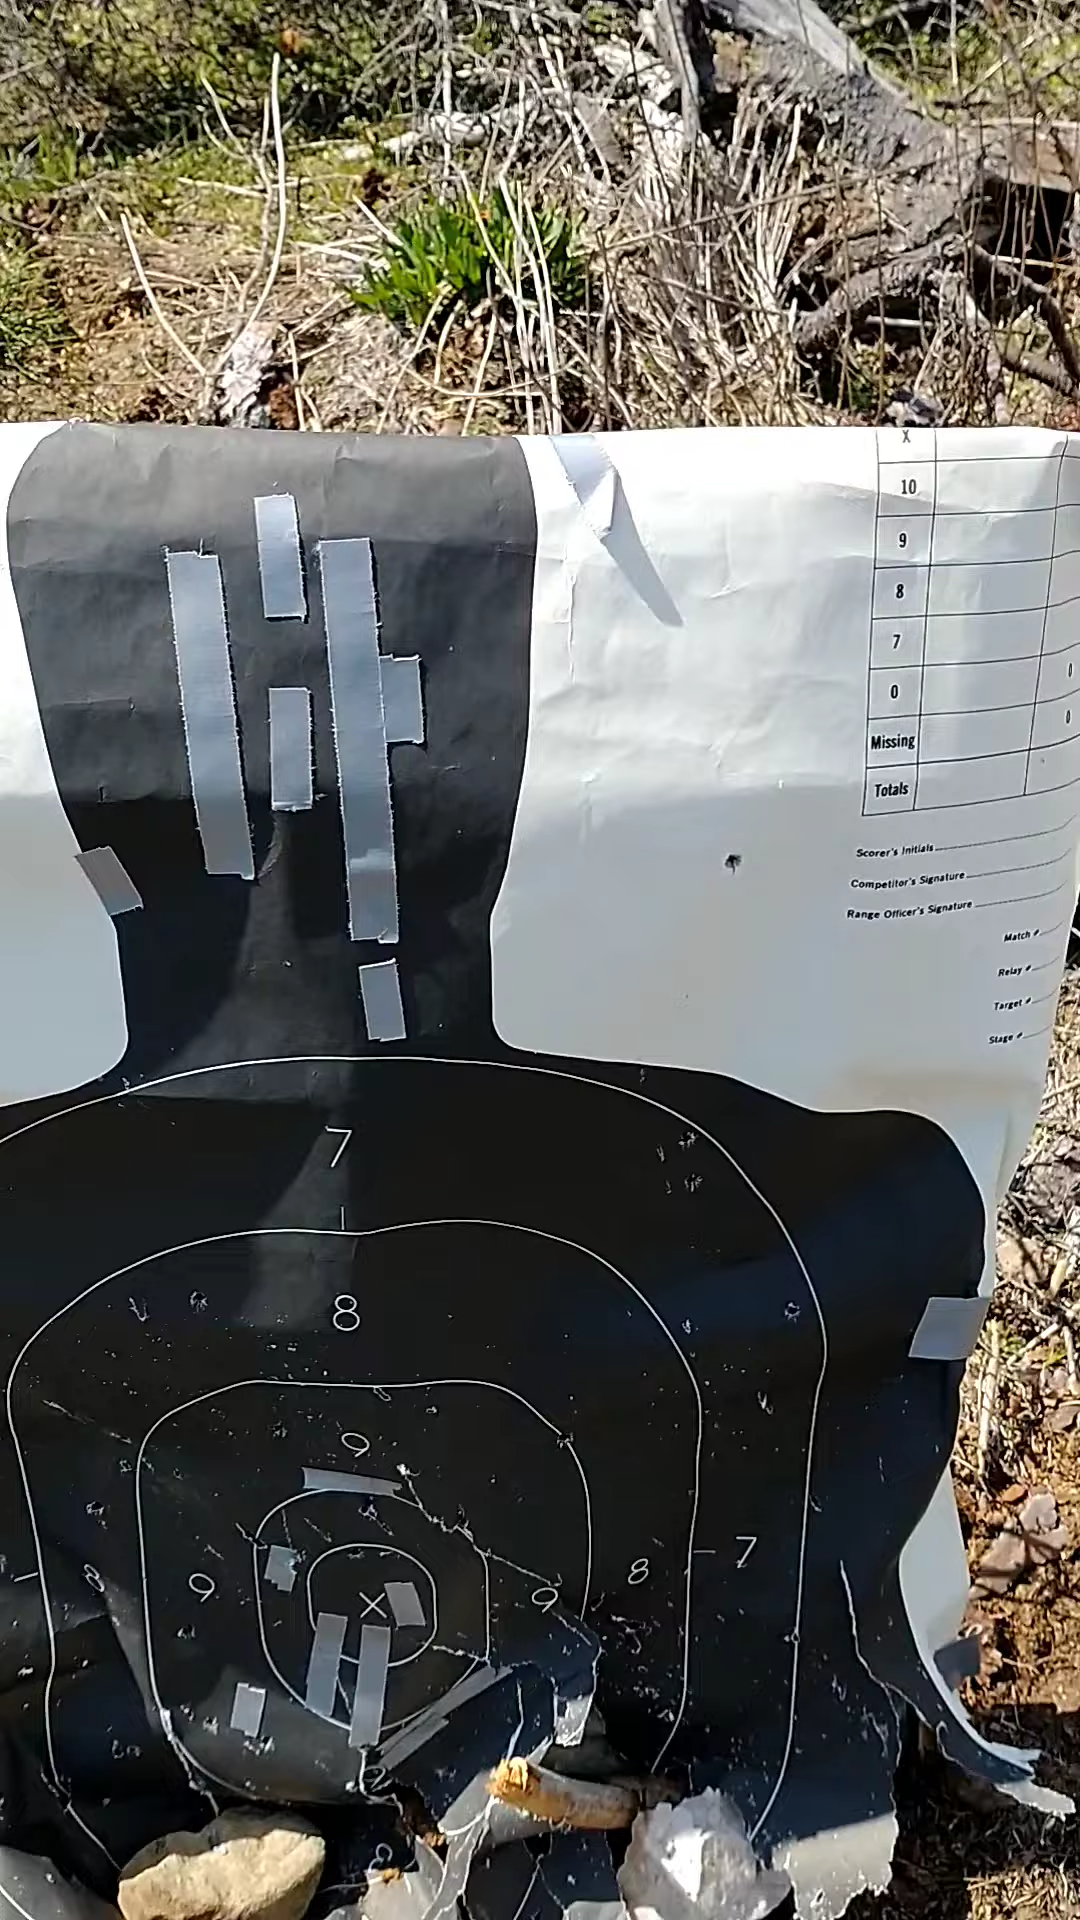 X
10
9
8
7
0
0
Missing
0
Totals
Scorer's Initials
Competitor's Signature
Range Officer's Signature
Match #
Relay #
Target #
Stage #
7
8
9
7
8
9
X
9
8